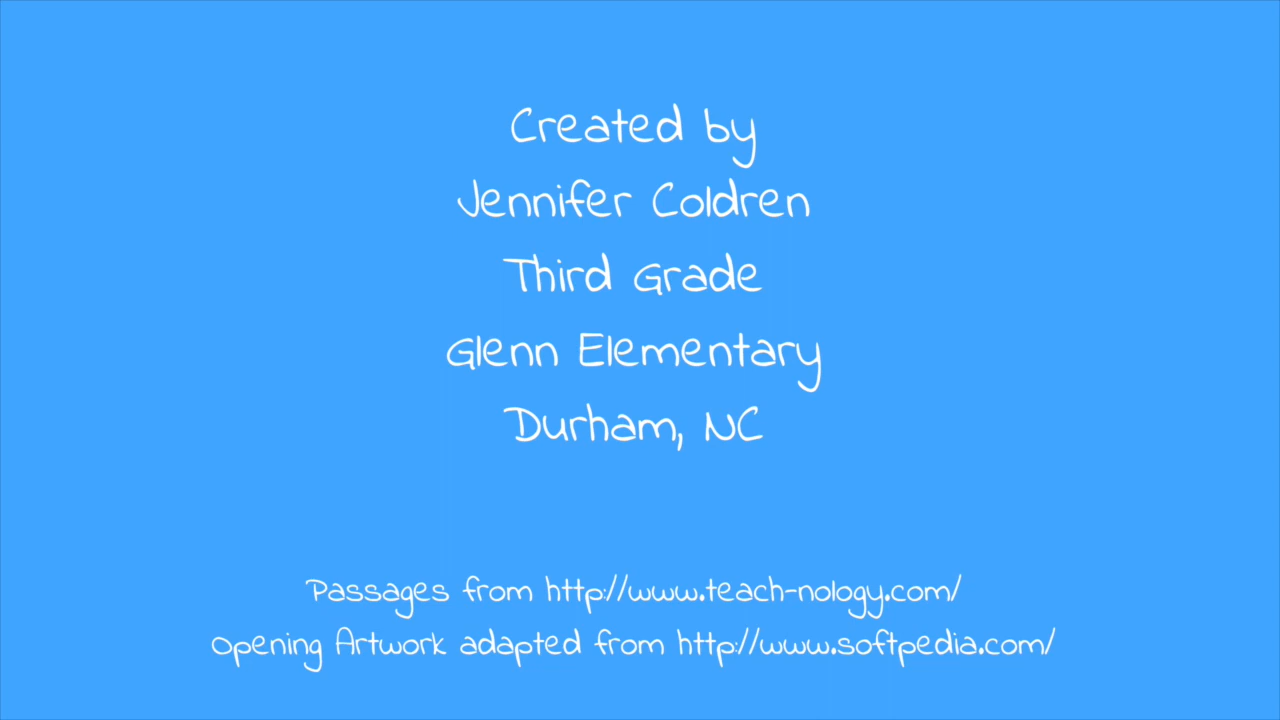 Created by
Jennifer Coldren
Third Grade
Glenn Elementary
Durham, NC
Passages from http://www.teach-nology.com/
Opening Artwork adapted from http://www.softpedia.com/